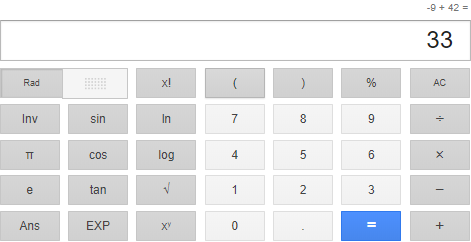 -9 + 42 =
33
Rad x! ( ) % AC
Inv sin ln 7 8 9 ÷
π cos log 4 5 6 ×
e tan √ 1 2 3 −
Ans EXP xʸ 0 . = +